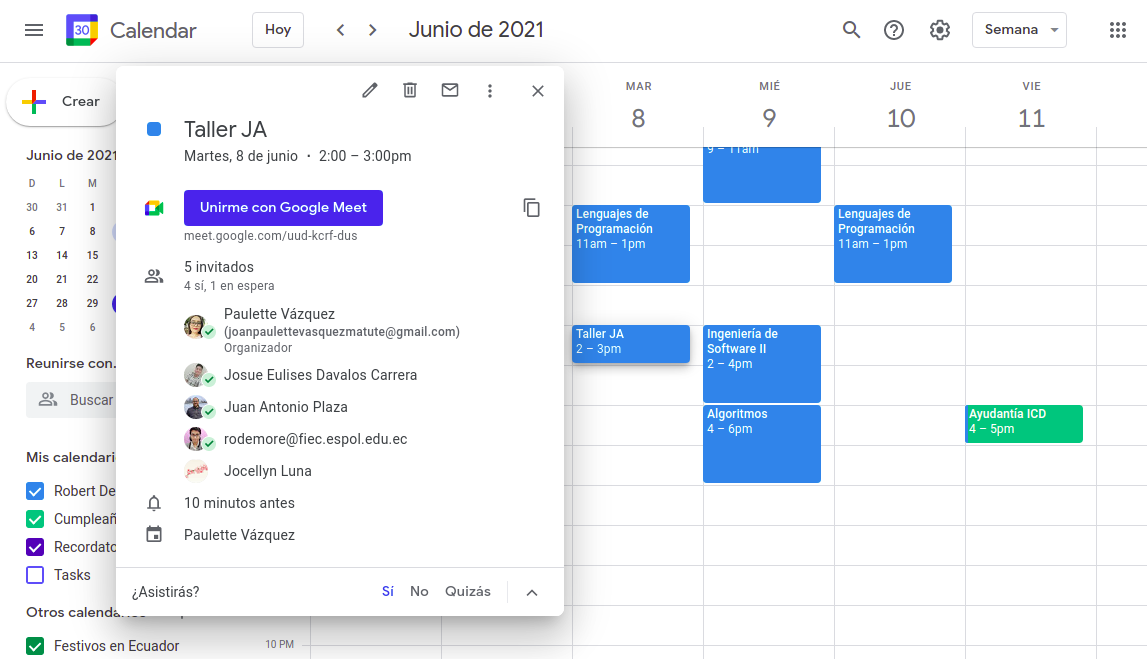 30 Calendar Hoy Junio de 2021 Semana
Crear
Junio de 2021
D L M
30 31 1
6 7 8
13 14 15
20 21 22
27 28 29
4 5 6
Reunirse con.
Buscar
Mis calendari
Robert De
Cumpleañ
Recordato
Tasks
Otros calendarios
Festivos en Ecuador
Taller JA
Martes, 8 de junio · 2:00 – 3:00pm
Unirme con Google Meet
meet.google.com/uud-kcrf-dus
5 invitados
4 sí, 1 en espera
Paulette Vázquez
(joanpaulettevasquezmatute@gmail.com)
Organizador
Josue Eulises Davalos Carrera
Juan Antonio Plaza
rodemore@fiec.espol.edu.ec
Jocellyn Luna
10 minutos antes
Paulette Vázquez
¿Asistirás? Sí No Quizás
10 PM
MAR MIÉ JUE VIE
8 9 10 11
9 – 11am
Lenguajes de
Programación
11am – 1pm
Lenguajes de
Programación
11am – 1pm
Taller JA
2 – 3pm
Ingeniería de
Software II
2 – 4pm
Algoritmos
4 – 6pm
Ayudantía ICD
4 – 5pm